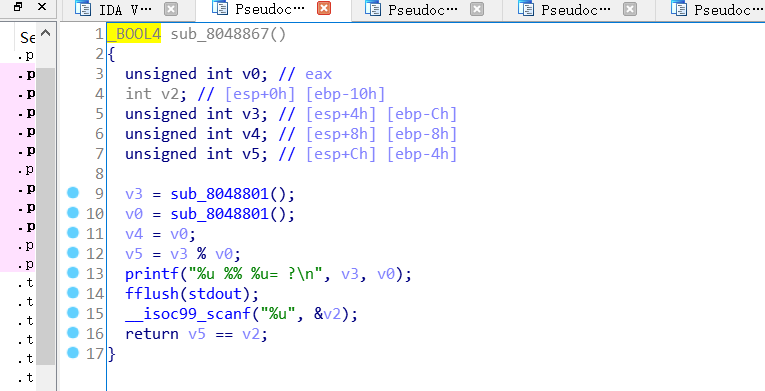 IDA V⋯ Pseudoc⋯ Pseudoc⋯ Pseudoc⋯ Pseudoc⋯
Se
.p
.p
.p
.p
.p
.p
.p
.p
.p
.p
.p
.p
.t
.t
.t
.t
.t
.t
1 _BOOL4 sub_8048867()
2 {
3 unsigned int v0; // eax
4 int v2; // [esp+0h] [ebp-10h]
5 unsigned int v3; // [esp+4h] [ebp-Ch]
6 unsigned int v4; // [esp+8h] [ebp-8h]
7 unsigned int v5; // [esp+Ch] [ebp-4h]
8
9 v3 = sub_8048801();
10 v0 = sub_8048801();
11 v4 = v0;
12 v5 = v3 % v0;
13 printf("%u %% %u= ?\n", v3, v0);
14 fflush(stdout);
15 __isoc99_scanf("%u", &v2);
16 return v5 == v2;
17 }